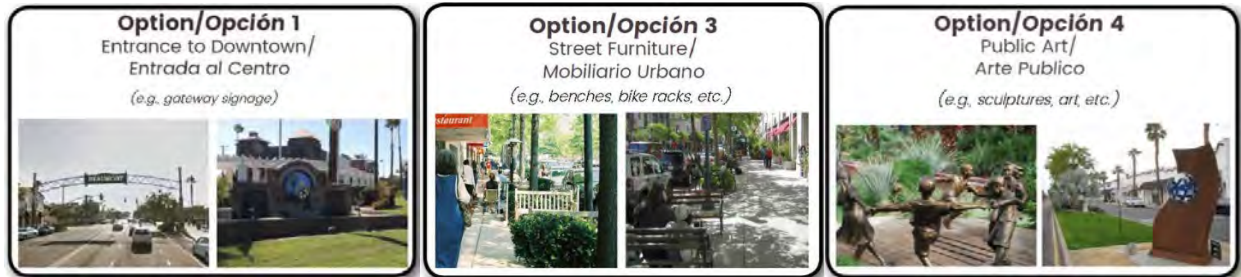 Option/Opción 1
Entrance to Downtown/
Entrada al Centro
(e.g., gateway signage)
Option/Opción 3
Street Furniture/
Mobiliario Urbano
(e.g., benches, bike racks, etc.)
Restaurant
Option/Opción 4
Public Art/
Arte Publico
(e.g., sculptures, art, etc.)